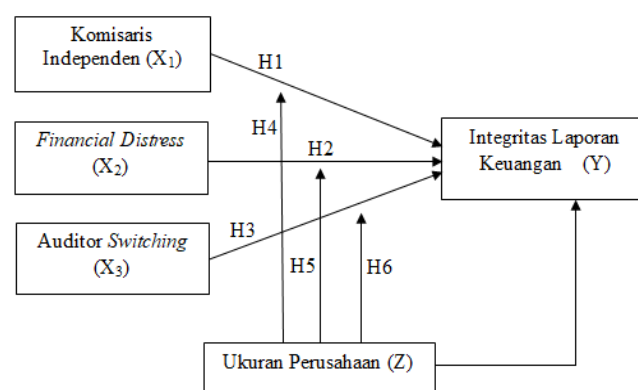 Komisaris
Independen (X₁)
H1
H4
Integritas Laporan
Keuangan (Y)
Financial Distress
(X₂)
H2
H3
Auditor Switching
(X₃)
H5
H6
Ukuran Perusahaan (Z)